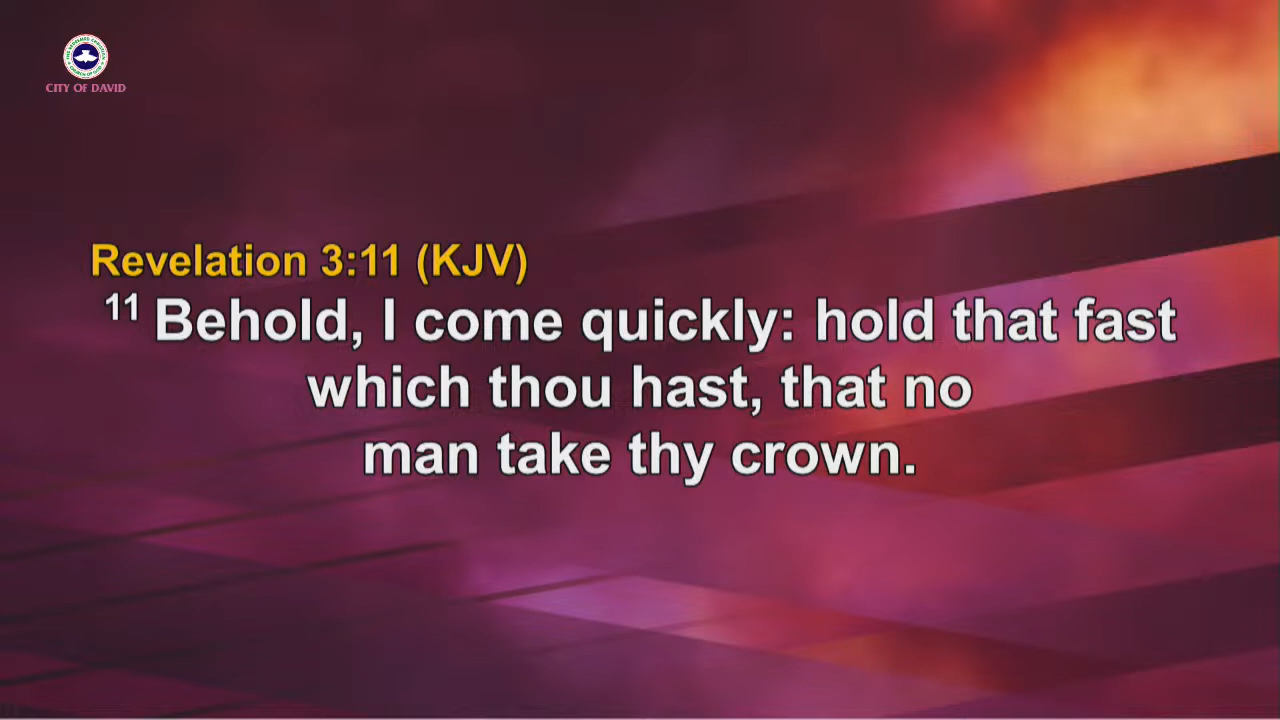 CITY OF DAVID
Revelation 3:11 (KJV)
11 Behold, I come quickly: hold that fast
which thou hast, that no
man take thy crown.